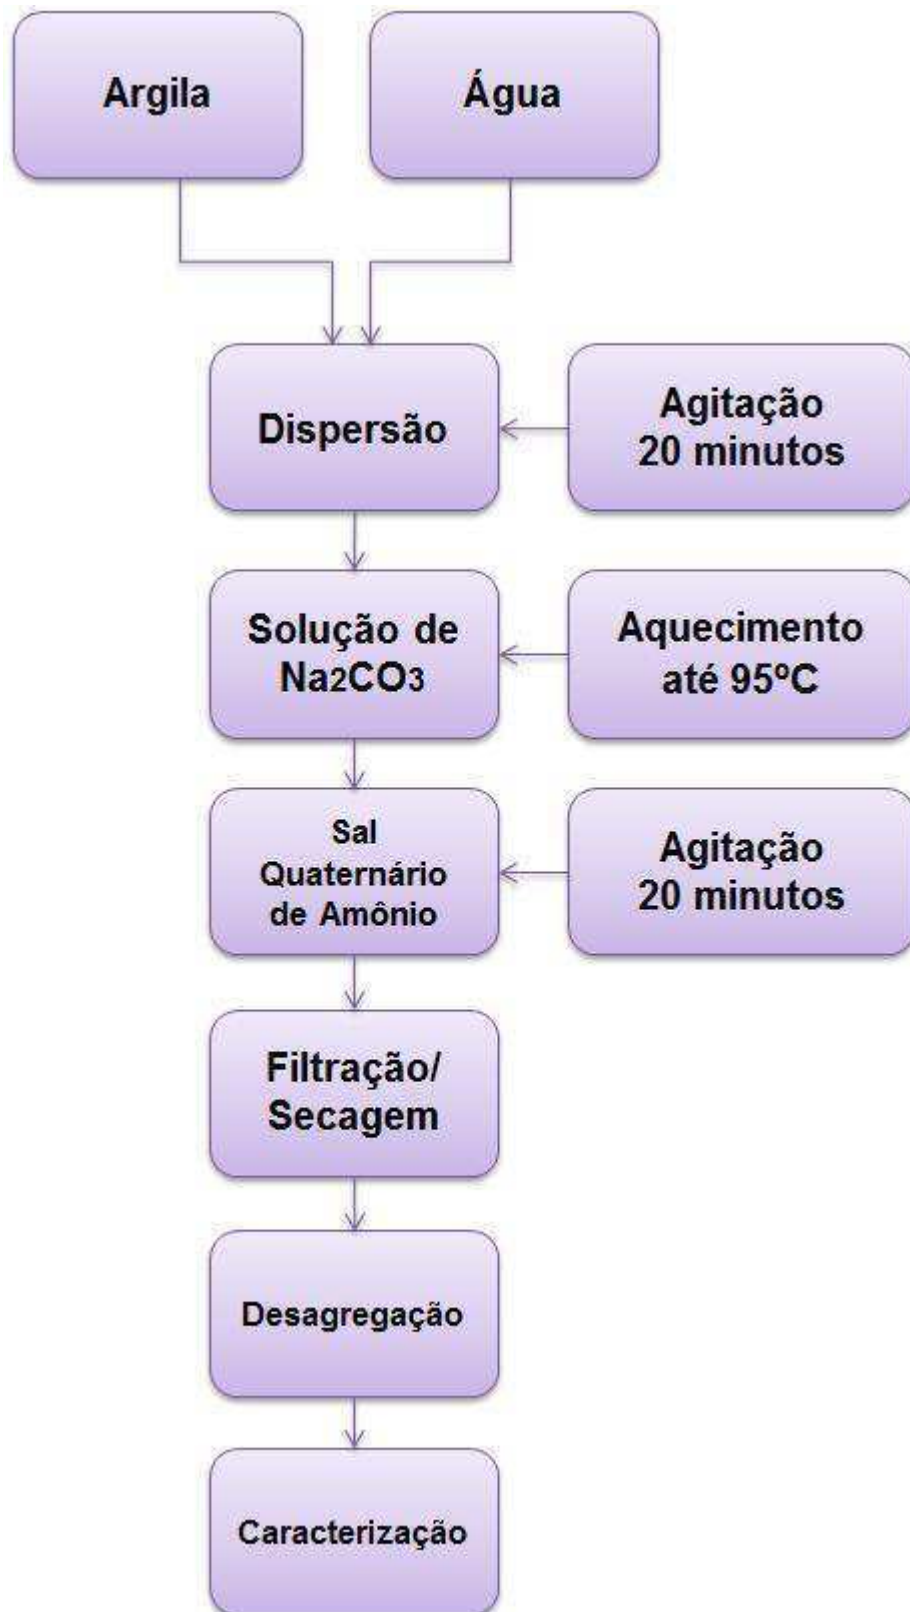 Argila
Água
Dispersão
Agitação
20 minutos
Solução de
Na2CO3
Aquecimento
até 95ºC
Sal
Quaternário
de Amônio
Agitação
20 minutos
Filtração/
Secagem
Desagregação
Caracterização